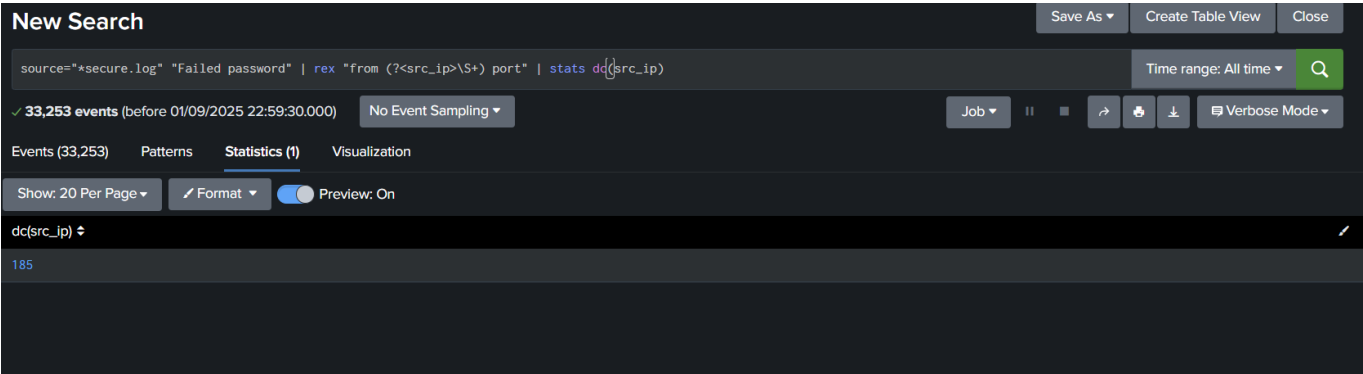 New Search
Save As ▾ Create Table View Close
source="*secure.log" "Failed password" | rex "from (?<src_ip>\S+) port" | stats dc(src_ip)
Time range: All time ▾
✓ 33,253 events (before 01/09/2025 22:59:30.000) No Event Sampling ▾ Job ▾ Verbose Mode ▾
Events (33,253) Patterns Statistics (1) Visualization
Show: 20 Per Page ▾ Format ▾ Preview: On
dc(src_ip)
185